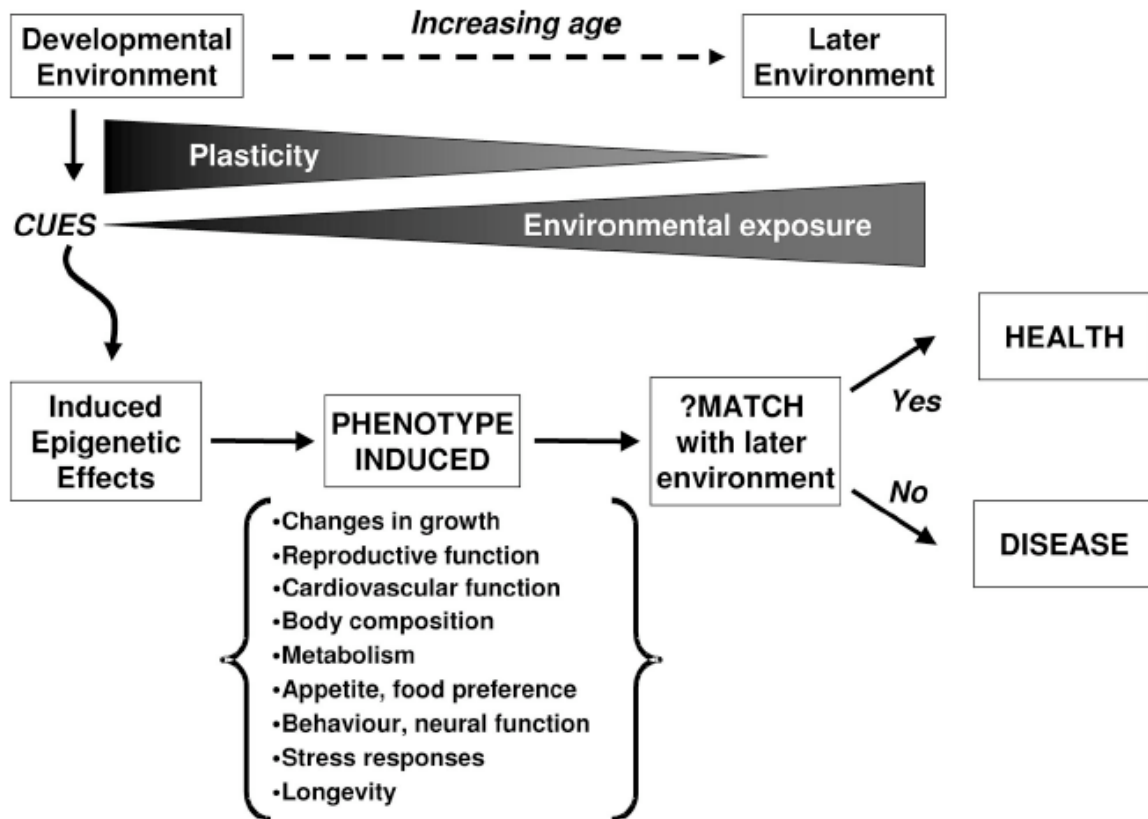 Developmental
Environment
Increasing age
Later
Environment
Plasticity
CUES
Environmental exposure
Induced
Epigenetic
Effects
PHENOTYPE
INDUCED
?MATCH
with later
environment
Yes
HEALTH
No
DISEASE
•Changes in growth
•Reproductive function
•Cardiovascular function
•Body composition
•Metabolism
•Appetite, food preference
•Behaviour, neural function
•Stress responses
•Longevity